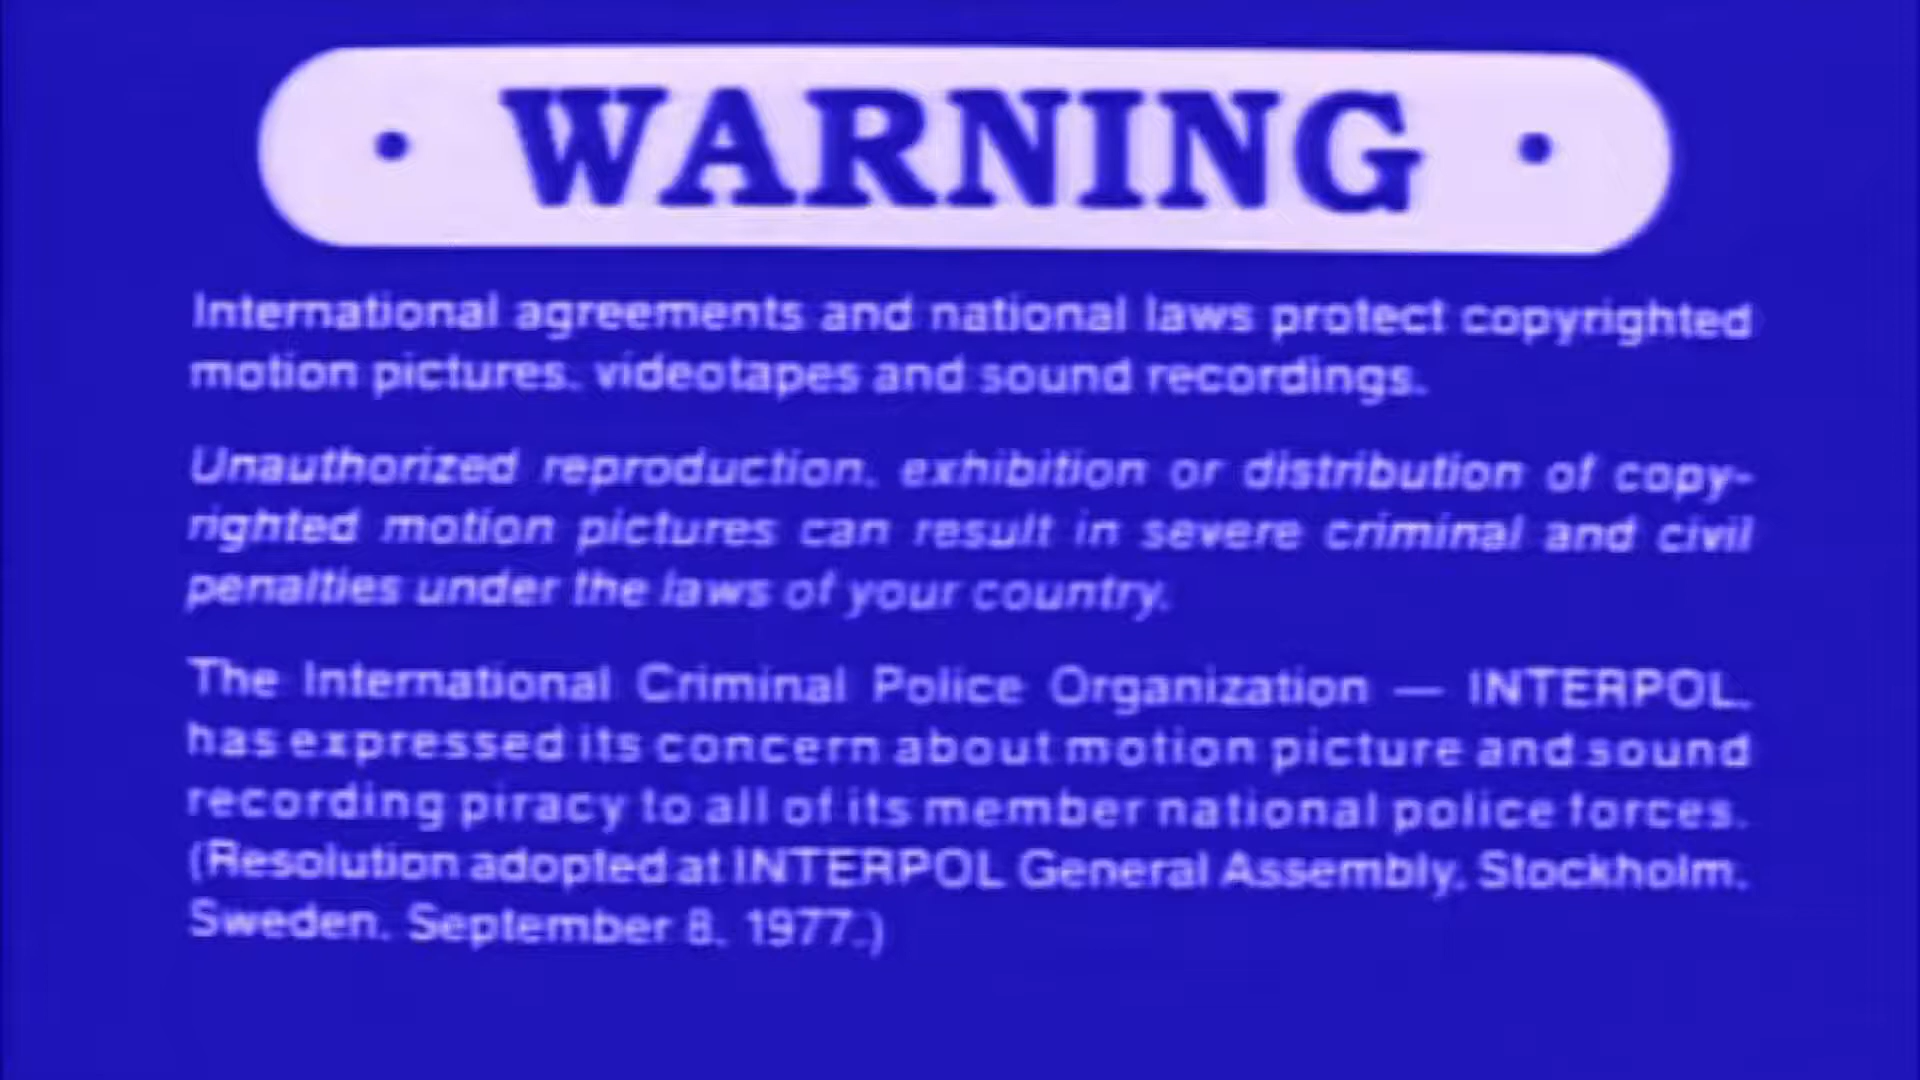 • WARNING •
International agreements and national laws protect copyrighted
motion pictures, videotapes and sound recordings.
Unauthorized reproduction, exhibition or distribution of copy-
righted motion pictures can result in severe criminal and civil
penalties under the laws of your country.
The International Criminal Police Organization — INTERPOL,
has expressed its concern about motion picture and sound
recording piracy to all of its member national police forces.
(Resolution adopted at INTERPOL General Assembly, Stockholm,
Sweden, September 8, 1977.)